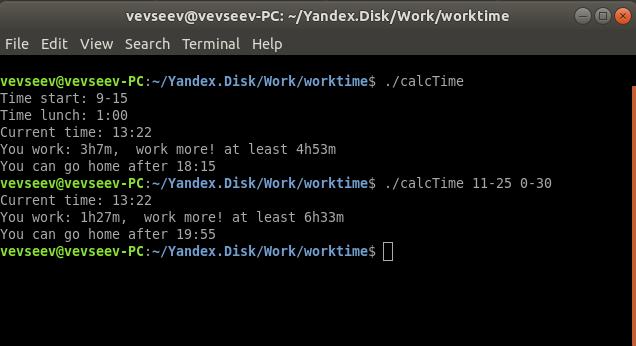 vevseev@vevseev-PC: ~/Yandex.Disk/Work/worktime
File Edit View Search Terminal Help
vevseev@vevseev-PC:~/Yandex.Disk/Work/worktime$ ./calcTime
Time start: 9-15
Time lunch: 1:00
Current time: 13:22
You work: 3h7m,  work more! at least 4h53m
You can go home after 18:15
vevseev@vevseev-PC:~/Yandex.Disk/Work/worktime$ ./calcTime 11-25 0-30
Current time: 13:22
You work: 1h27m,  work more! at least 6h33m
You can go home after 19:55
vevseev@vevseev-PC:~/Yandex.Disk/Work/worktime$